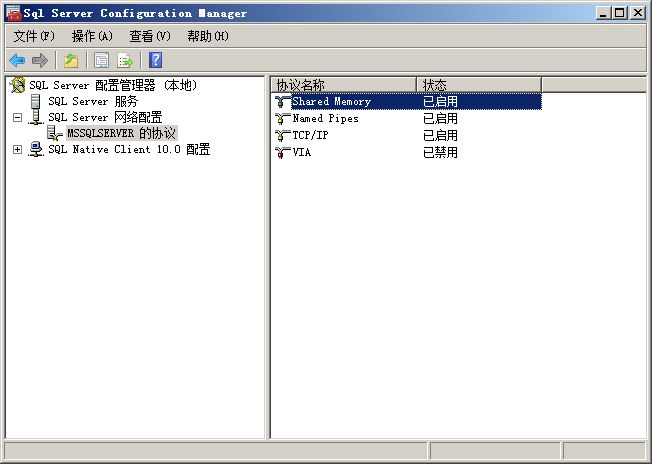 Sql Server Configuration Manager
文件(F) 操作(A) 查看(V) 帮助(H)
SQL Server 配置管理器 (本地)
SQL Server 服务
SQL Server 网络配置
MSSQLSERVER 的协议
SQL Native Client 10.0 配置
协议名称 状态
Shared Memory 已启用
Named Pipes 已启用
TCP/IP 已启用
VIA 已禁用